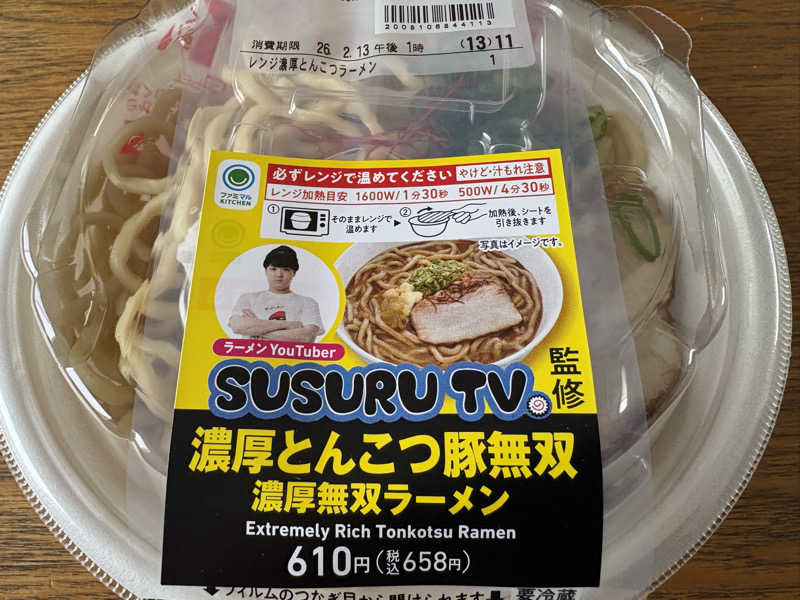 2008106844113
消費期限 26. 2.13 午後 1時 (13)11
レンジ濃厚とんこつラーメン 1
ファミマル
KITCHEN
必ずレンジで温めてください やけど・汁もれ注意
レンジ加熱目安 1600W/1分30秒 500W/4分30秒
① そのままレンジで
温めます
② 加熱後、シートを
引き抜きます
写真はイメージです。
ラーメンYouTuber
SUSURU TV。 監修
濃厚とんこつ豚無双
濃厚無双ラーメン
Extremely Rich Tonkotsu Ramen
610円(税込658円)
フィルムのつなぎ目から開けられます 要冷蔵